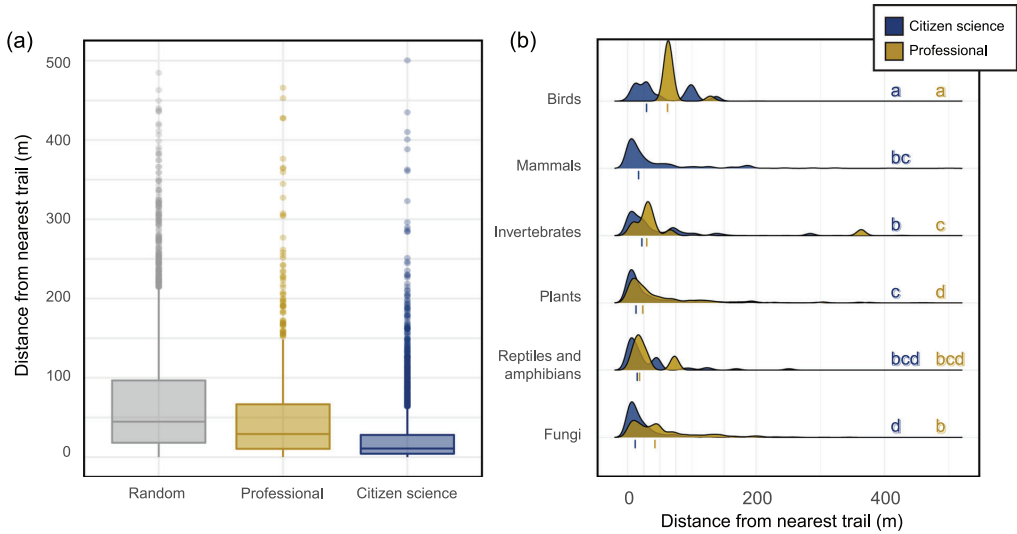 (a)
Distance from nearest trail (m)
500
400
300
200
100
0
Random
Professional
Citizen science
(b)
Citizen science
Professional
Birds
a a
Mammals
bc
Invertebrates
b c
Plants
c d
Reptiles and
amphibians
bcd bcd
Fungi
d b
0 200 400
Distance from nearest trail (m)